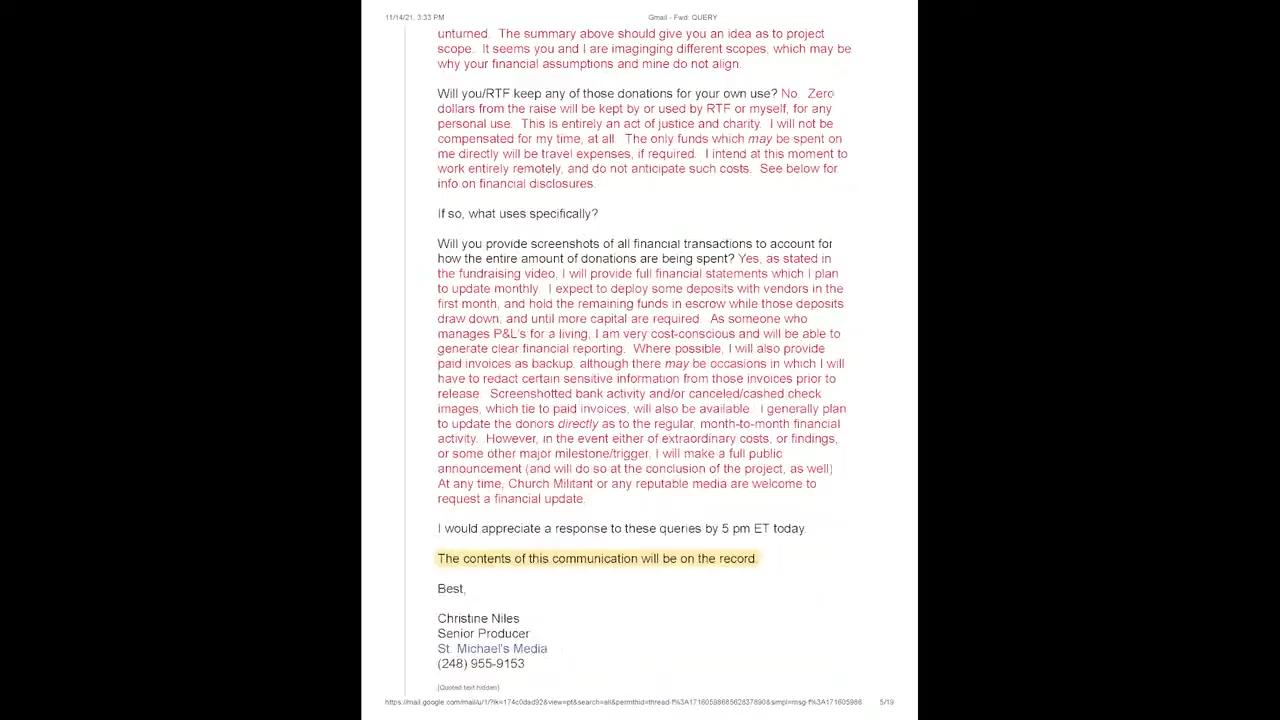 11/14/21, 3:33 PM
Gmail - Fwd: QUERY
unturned. The summary above should give you an idea as to project
scope. It seems you and I are imaginging different scopes, which may be
why your financial assumptions and mine do not align.
Will you/RTF keep any of those donations for your own use? No. Zero
dollars from the raise will be kept by or used by RTF or myself, for any
personal use. This is entirely an act of justice and charity. I will not be
compensated for my time, at all. The only funds which may be spent on
me directly will be travel expenses, if required. I intend at this moment to
work entirely remotely, and do not anticipate such costs. See below for
info on financial disclosures.
If so, what uses specifically?
Will you provide screenshots of all financial transactions to account for
how the entire amount of donations are being spent? Yes, as stated in
the fundraising video, I will provide full financial statements which I plan
to update monthly. I expect to deploy some deposits with vendors in the
first month, and hold the remaining funds in escrow while those deposits
draw down, and until more capital are required. As someone who
manages P&L's for a living, I am very cost-conscious and will be able to
generate clear financial reporting. Where possible, I will also provide
paid invoices as backup, although there may be occasions in which I will
have to redact certain sensitive information from those invoices prior to
release. Screenshotted bank activity and/or canceled/cashed check
images, which tie to paid invoices, will also be available. I generally plan
to update the donors directly as to the regular, month-to-month financial
activity. However, in the event either of extraordinary costs, or findings,
or some other major milestone/trigger, I will make a full public
announcement (and will do so at the conclusion of the project, as well)
At any time, Church Militant or any reputable media are welcome to
request a financial update.
I would appreciate a response to these queries by 5 pm ET today.
The contents of this communication will be on the record.
Best,
Christine Niles
Senior Producer
St. Michael's Media
(248) 955-9153
[Quoted text hidden]
https://mail.google.com/mail/u/1/?ik=174c0dad92&view=pt&search=all&permthid=thread-f%3A1716059868562837890&simpl=msg-f%3A171605986
5/19